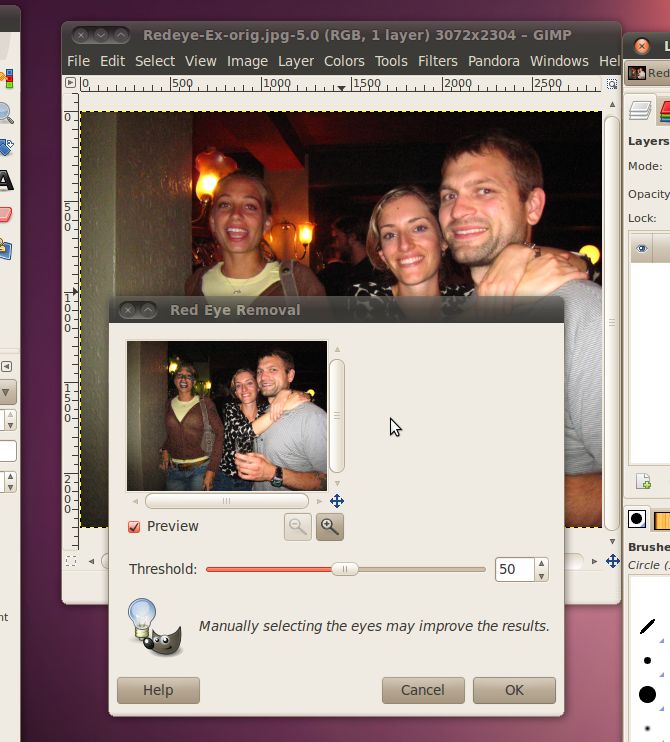 Redeye-Ex-orig.jpg-5.0 (RGB, 1 layer) 3072x2304 – GIMP
File Edit Select View Image Layer Colors Tools Filters Pandora Windows Hel
0 500 1000 1500 2000 2500
0
500
1000
1500
2000
Red Eye Removal
Preview
Threshold: 50
Manually selecting the eyes may improve the results.
Help Cancel OK
L
Red
Layers
Mode:
Opacity
Lock:
Brushe
Circle (
nt